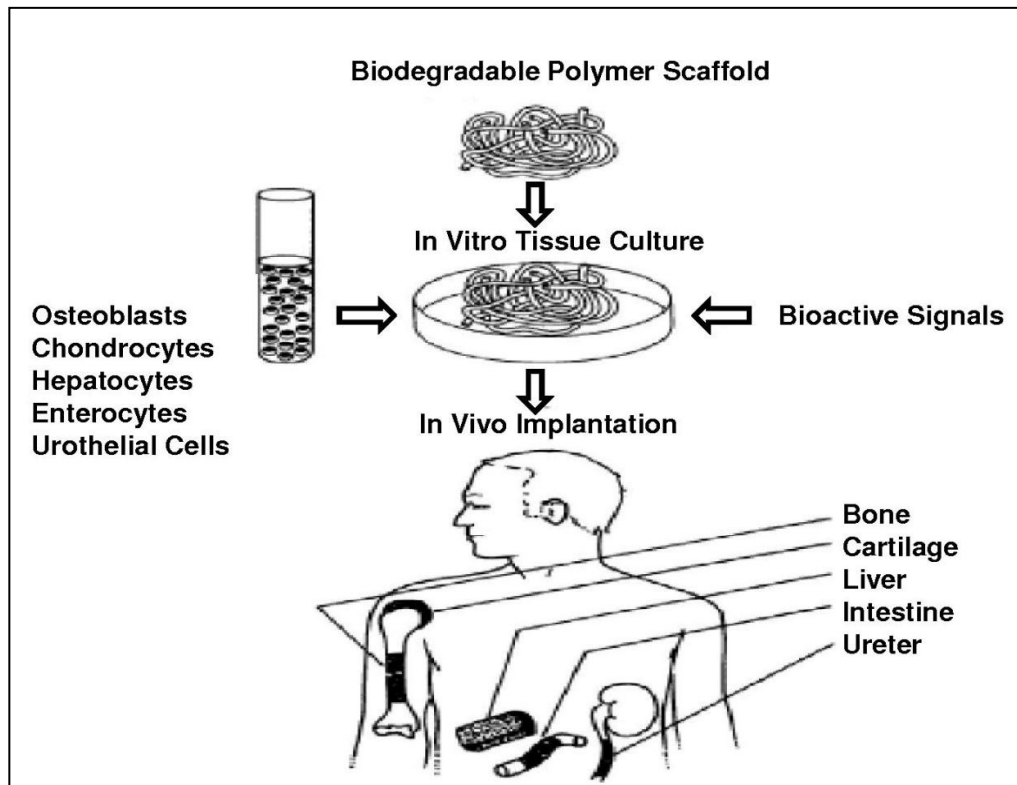 Biodegradable Polymer Scaffold
In Vitro Tissue Culture
Osteoblasts
Chondrocytes
Hepatocytes
Enterocytes
Urothelial Cells
Bioactive Signals
In Vivo Implantation
Bone
Cartilage
Liver
Intestine
Ureter